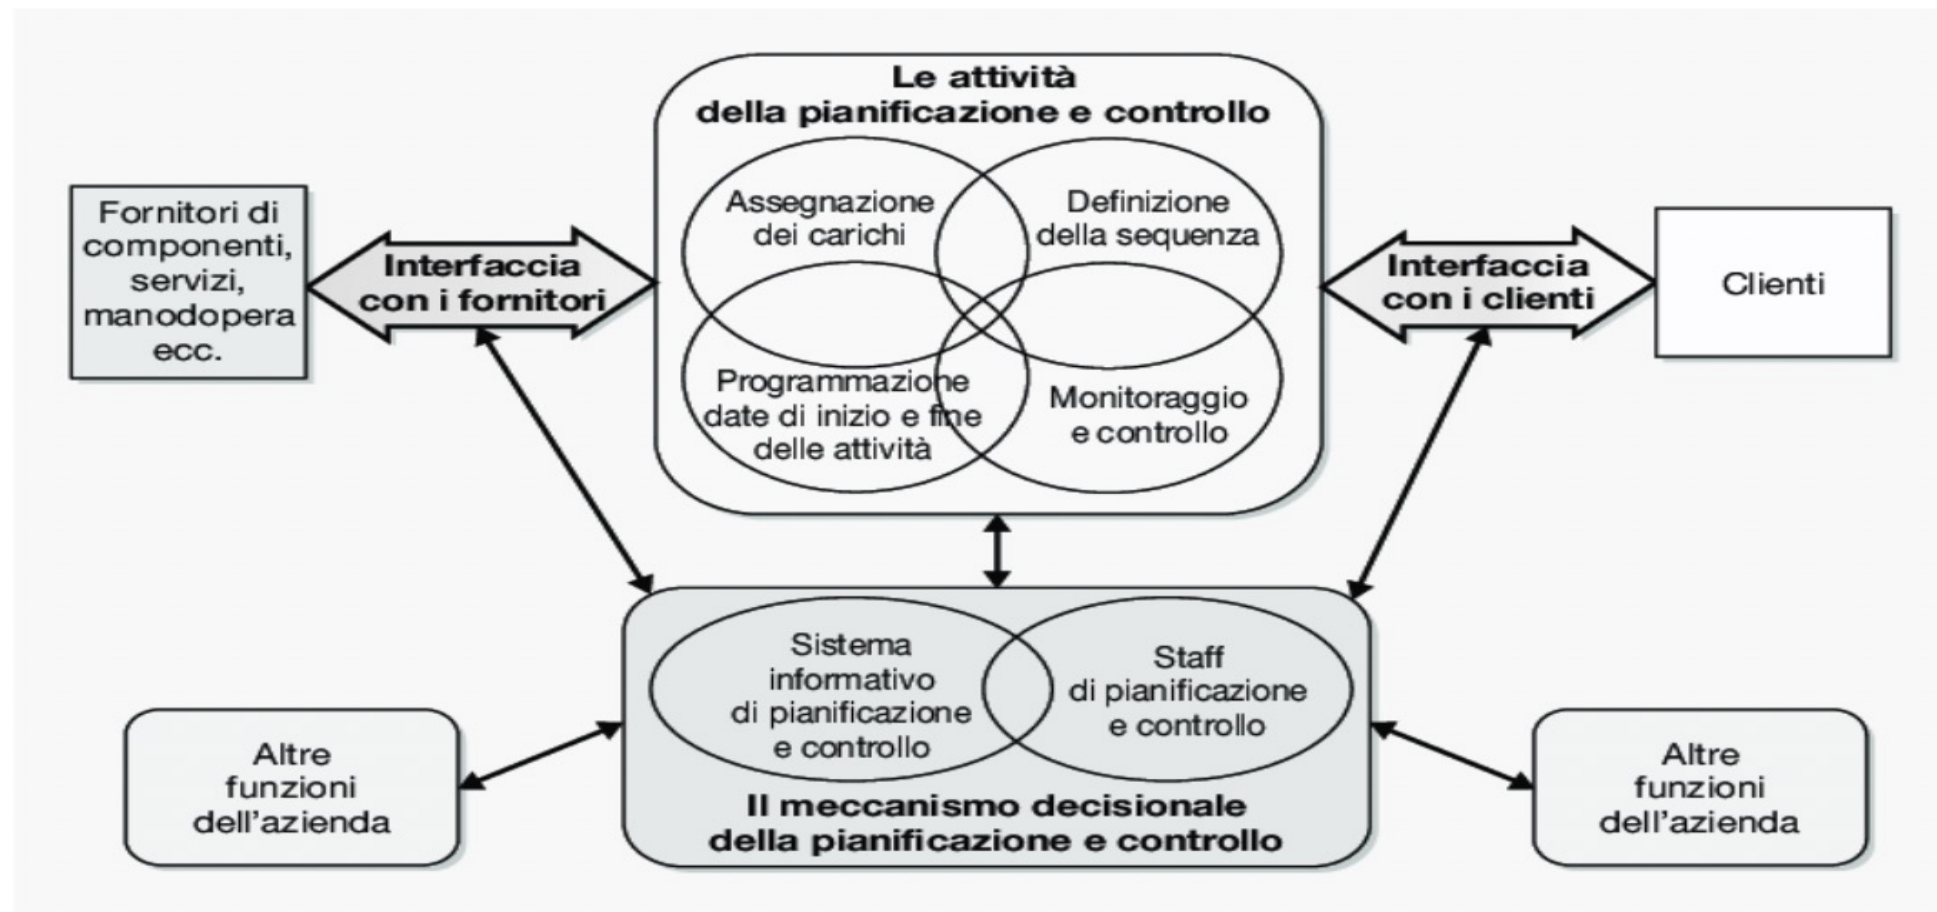 Le attività
della pianificazione e controllo
Assegnazione
dei carichi
Definizione
della sequenza
Programmazione
date di inizio e fine
delle attività
Monitoraggio
e controllo
Fornitori di
componenti,
servizi,
manodopera
ecc.
Interfaccia
con i fornitori
Interfaccia
con i clienti
Clienti
Sistema
informativo
di pianificazione
e controllo
Staff
di pianificazione
e controllo
Il meccanismo decisionale
della pianificazione e controllo
Altre
funzioni
dell'azienda
Altre
funzioni
dell'azienda